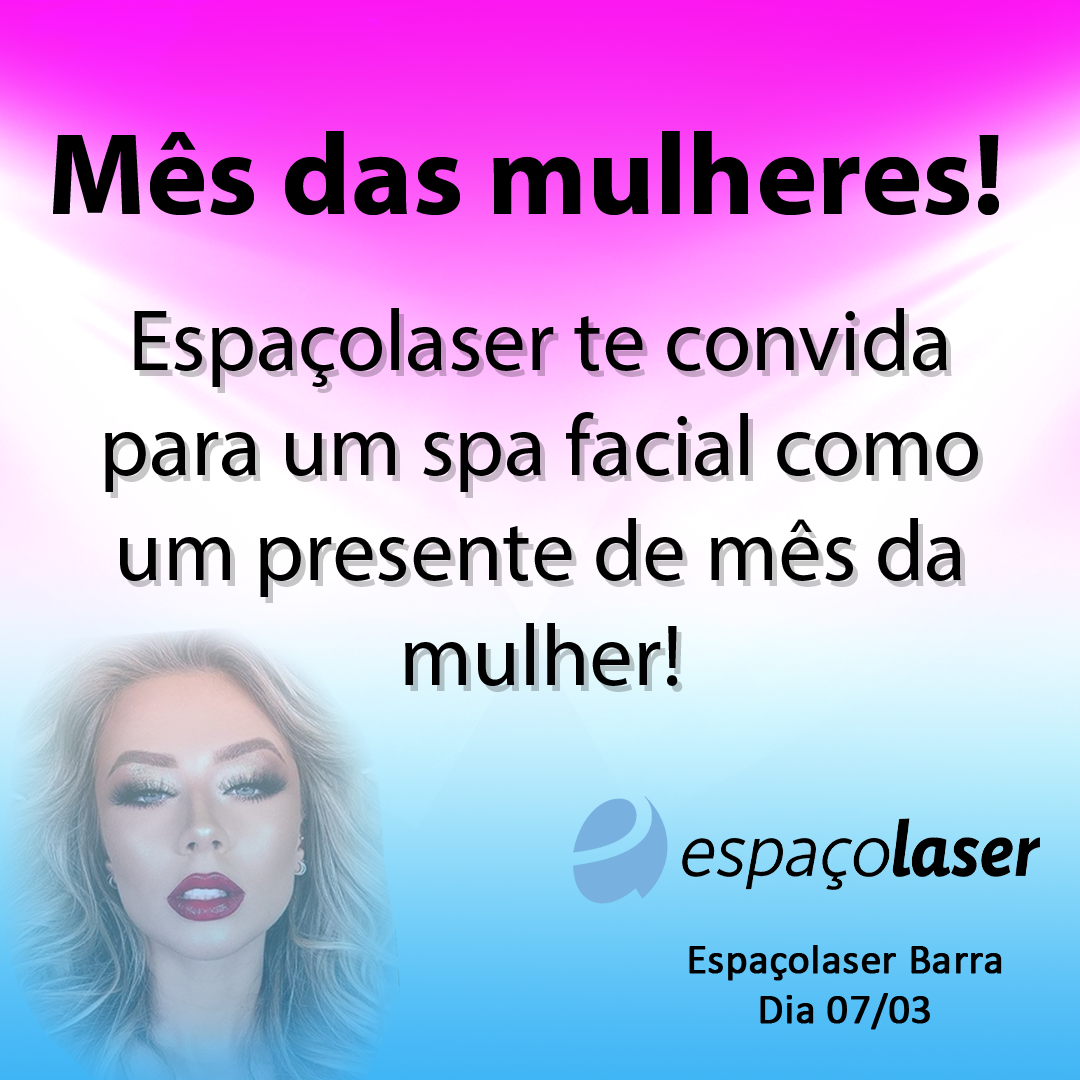 Mês das mulheres!
Espaçolaser te convida
para um spa facial como
um presente de mês da
mulher!
espaçolaser
Espaçolaser Barra
Dia 07/03